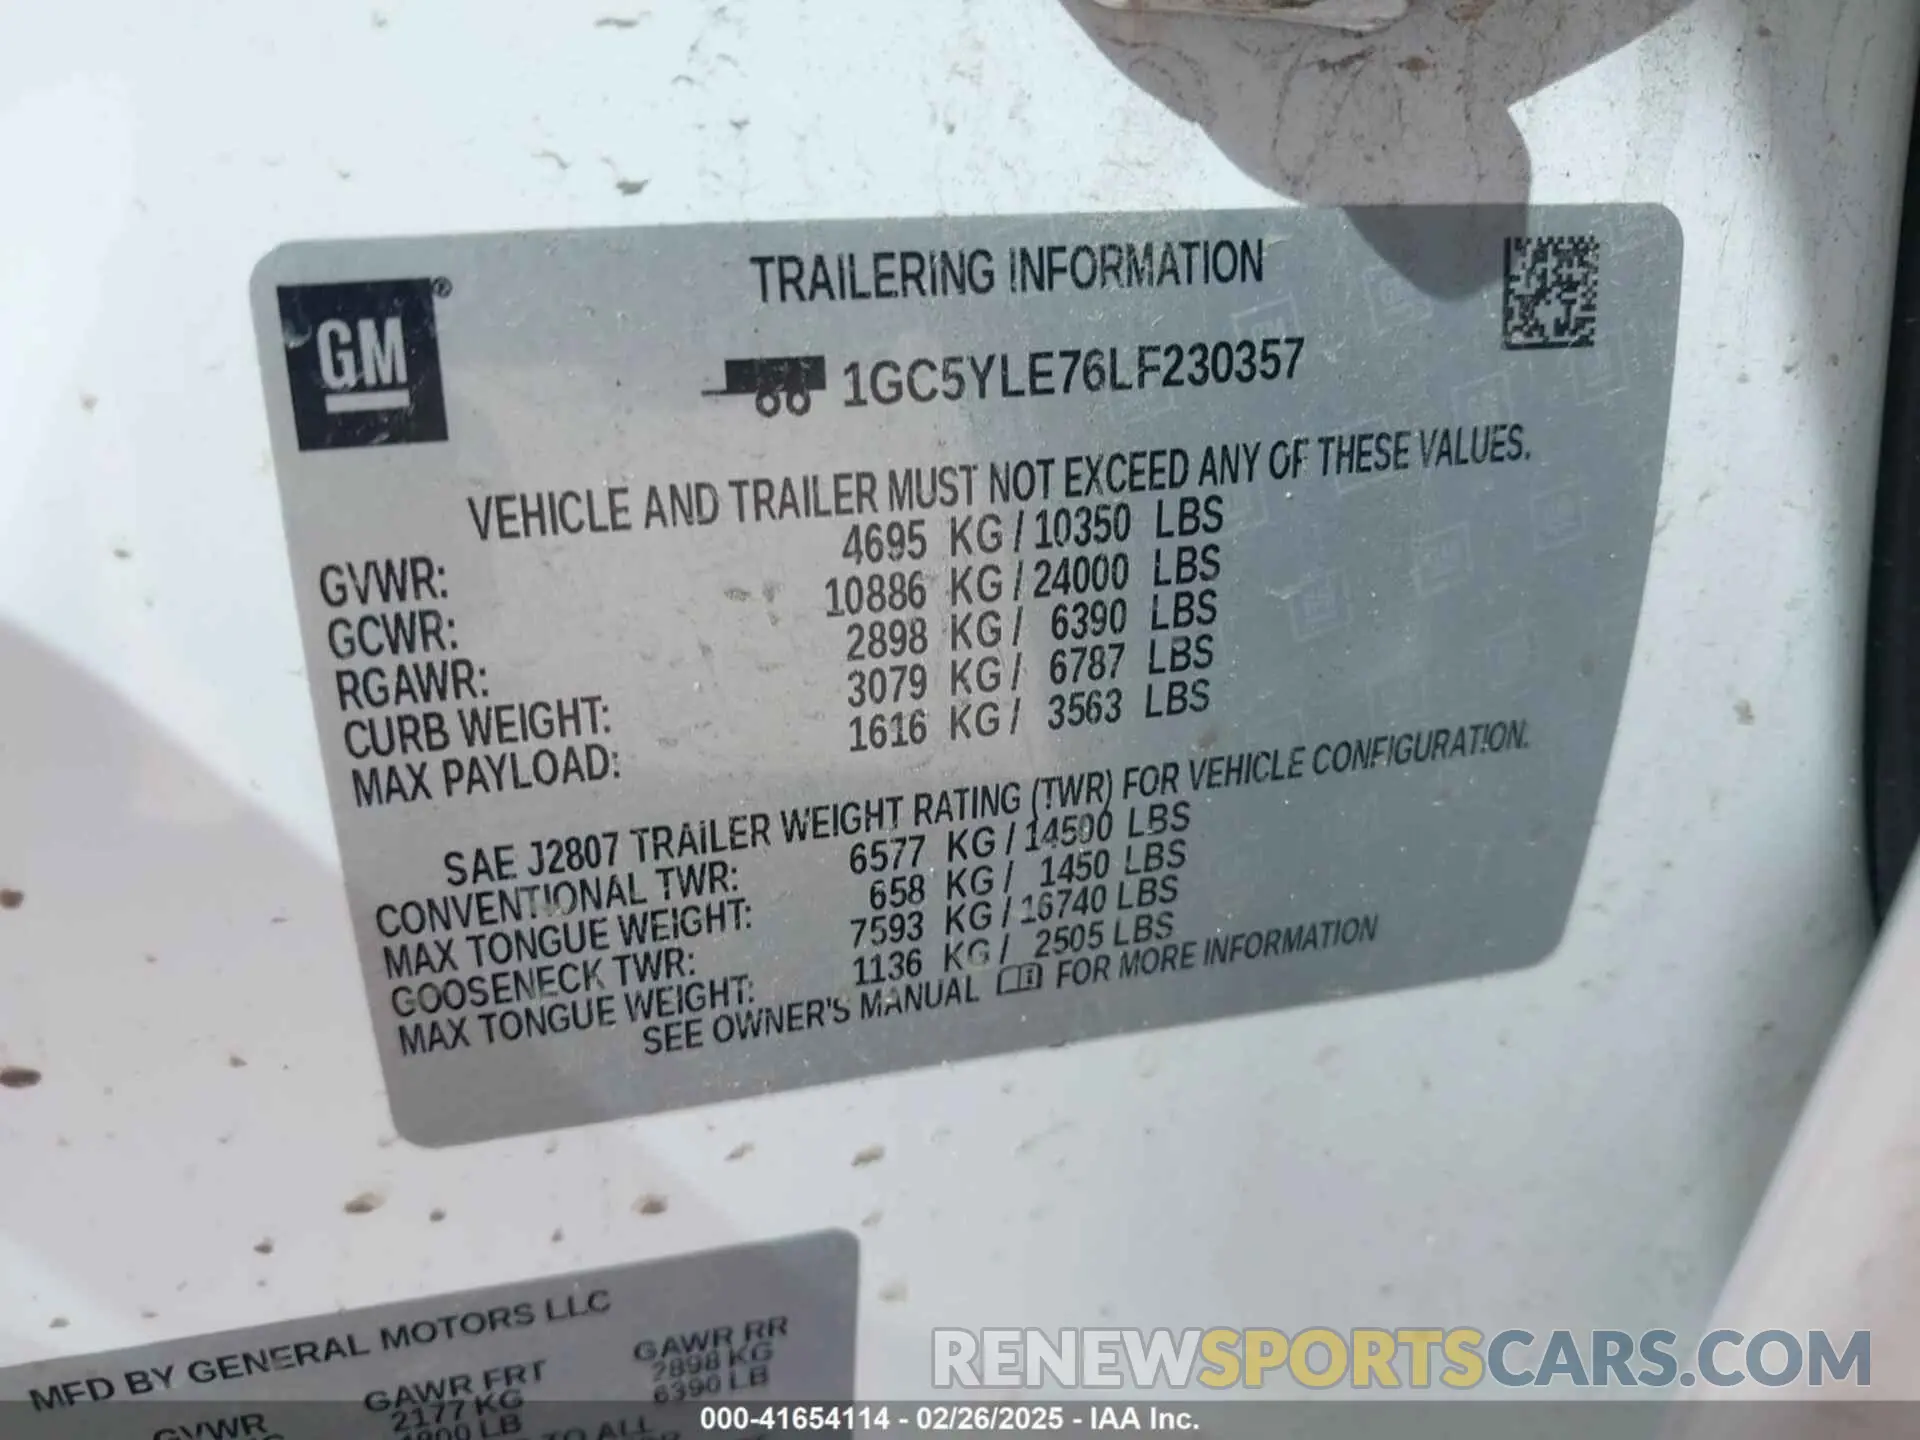 GM®
TRAILERING INFORMATION
1GC5YLE76LF230357
VEHICLE AND TRAILER MUST NOT EXCEED ANY OF THESE VALUES.
GVWR: 4695 KG / 10350 LBS
GCWR: 10886 KG / 24000 LBS
RGAWR: 2898 KG / 6390 LBS
CURB WEIGHT: 3079 KG / 6787 LBS
MAX PAYLOAD: 1616 KG / 3563 LBS
SAE J2807 TRAILER WEIGHT RATING (TWR) FOR VEHICLE CONFIGURATION.
CONVENTIONAL TWR: 6577 KG / 14500 LBS
MAX TONGUE WEIGHT: 658 KG / 1450 LBS
GOOSENECK TWR: 7593 KG / 16740 LBS
MAX TONGUE WEIGHT: 1136 KG / 2505 LBS
SEE OWNER'S MANUAL FOR MORE INFORMATION
MFD BY GENERAL MOTORS LLC
GVWR GAWR FRT GAWR RR
2177 KG 2898 KG
LB 6390 LB
TO ALL
RENEWSPORTSCARS.COM
000-41654114 - 02/26/2025 - IAA Inc.